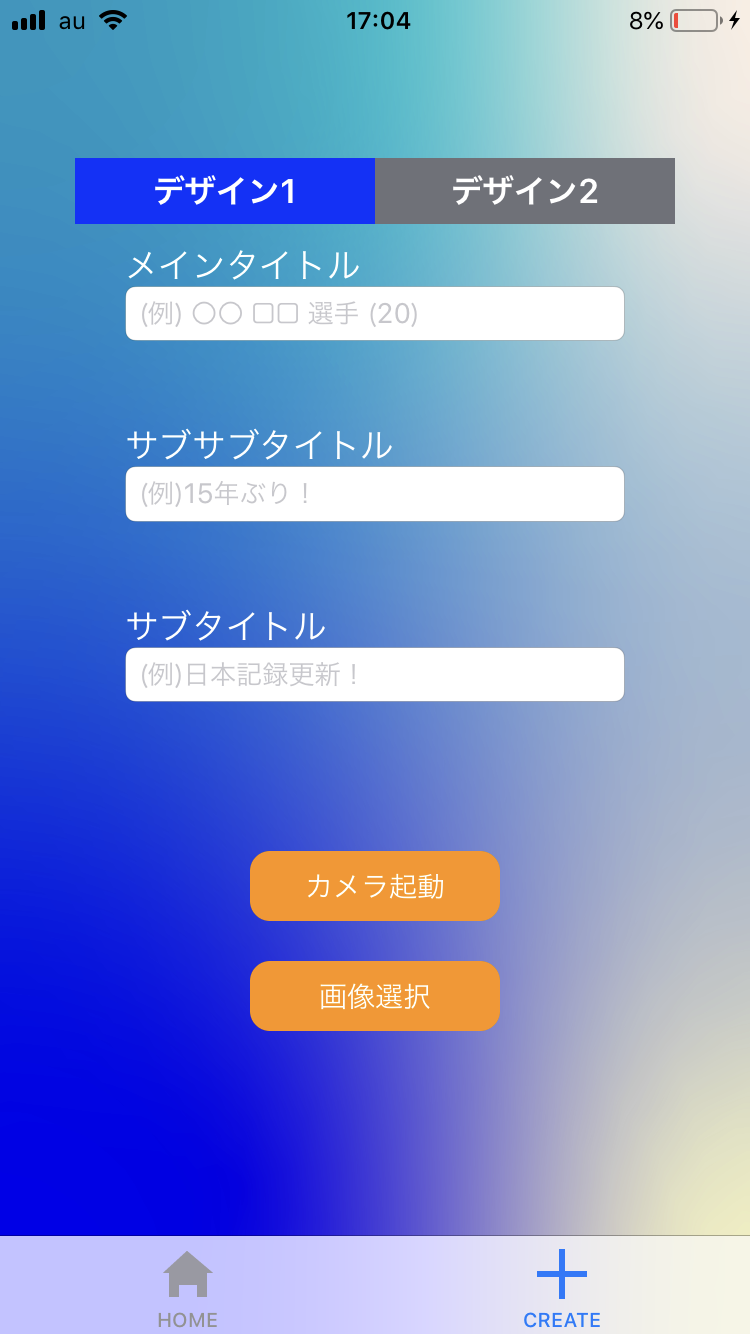 au 17:04 8%
デザイン1 デザイン2
メインタイトル
(例) 〇〇 □□ 選手 (20)
サブサブタイトル
(例)15年ぶり！
サブタイトル
(例)日本記録更新！
カメラ起動
画像選択
HOME CREATE